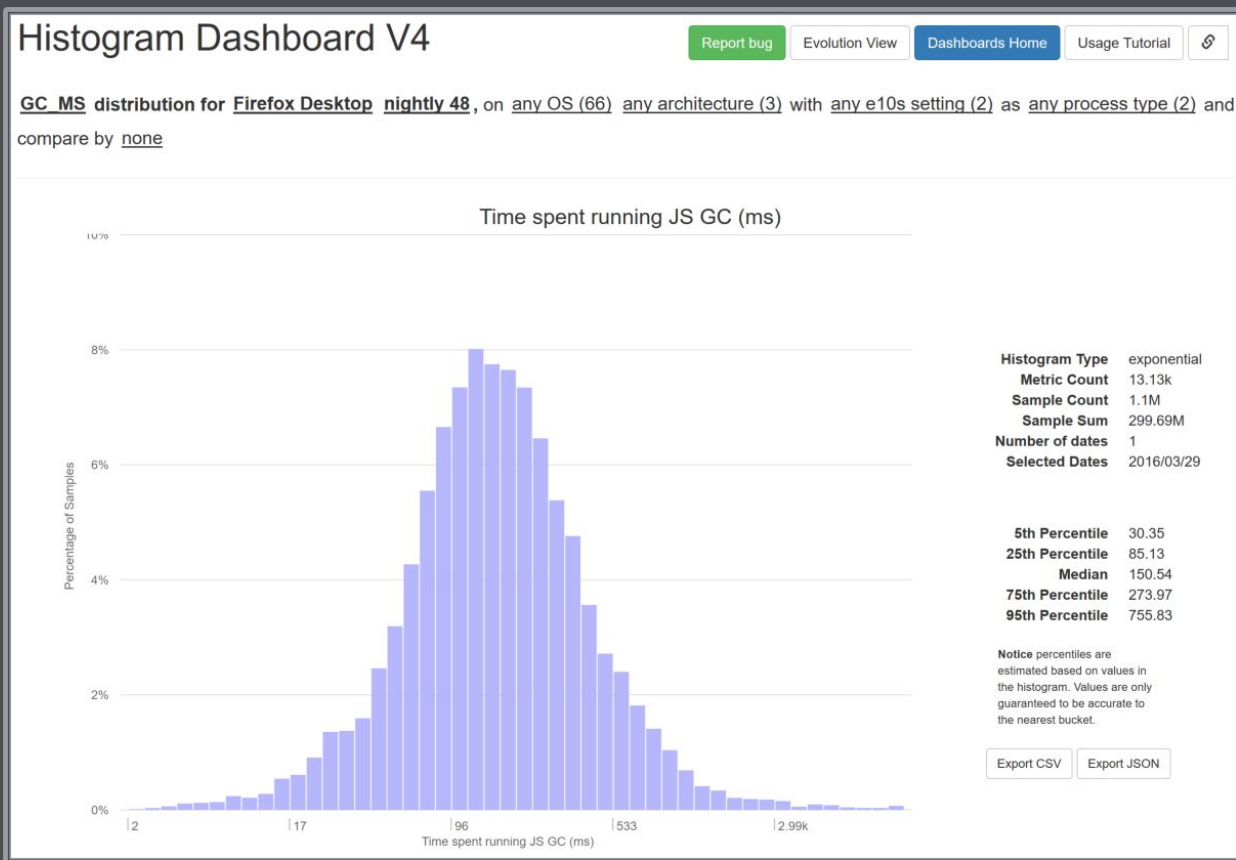 Histogram Dashboard V4
Report bug
Evolution View
Dashboards Home
Usage Tutorial
GC_MS distribution for Firefox Desktop nightly 48, on any OS (66) any architecture (3) with any e10s setting (2) as any process type (2) and
compare by none
Time spent running JS GC (ms)
10%
8%
6%
4%
2%
0%
Percentage of Samples
2
17
96
533
2.99k
Time spent running JS GC (ms)
Histogram Type exponential
Metric Count 13.13k
Sample Count 1.1M
Sample Sum 299.69M
Number of dates 1
Selected Dates 2016/03/29
5th Percentile 30.35
25th Percentile 85.13
Median 150.54
75th Percentile 273.97
95th Percentile 755.83
Notice percentiles are
estimated based on values in
the histogram. Values are only
guaranteed to be accurate to
the nearest bucket.
Export CSV
Export JSON